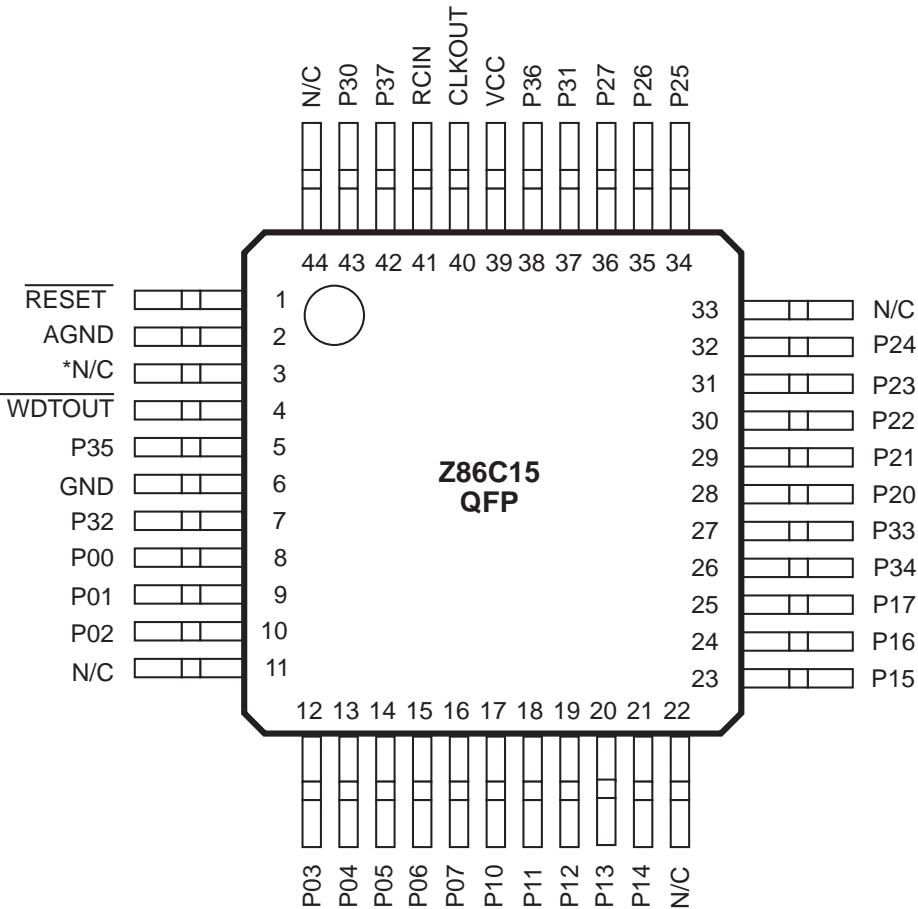 N/C
P30
P37
RCIN
CLKOUT
VCC
P36
P31
P27
P26
P25
44 43 42 41 40 39 38 37 36 35 34
RESET 1
AGND 2
*N/C 3
WDTOUT 4
P35 5
GND 6
P32 7
P00 8
P01 9
P02 10
N/C 11
Z86C15
QFP
33 N/C
32 P24
31 P23
30 P22
29 P21
28 P20
27 P33
26 P34
25 P17
24 P16
23 P15
12 13 14 15 16 17 18 19 20 21 22
P03
P04
P05
P06
P07
P10
P11
P12
P13
P14
N/C